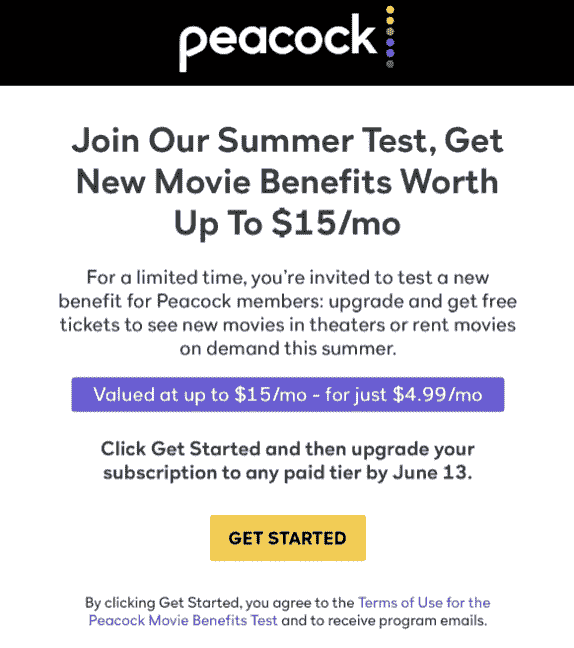 peacock
Join Our Summer Test, Get
New Movie Benefits Worth
Up To $15/mo
For a limited time, you're invited to test a new
benefit for Peacock members: upgrade and get free
tickets to see new movies in theaters or rent movies
on demand this summer.
Valued at up to $15/mo - for just $4.99/mo
Click Get Started and then upgrade your
subscription to any paid tier by June 13.
GET STARTED
By clicking Get Started, you agree to the Terms of Use for the
Peacock Movie Benefits Test and to receive program emails.